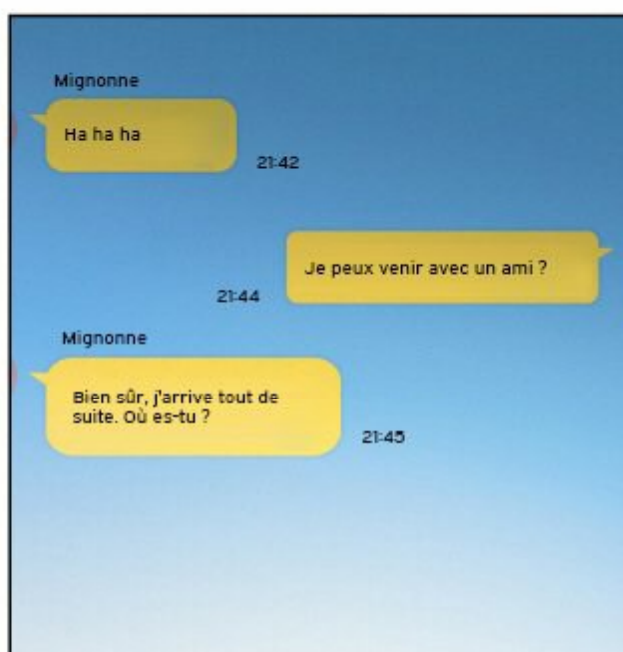 Mignonne
Ha ha ha
21:42
Je peux venir avec un ami ?
21:44
Mignonne
Bien sûr, j'arrive tout de
suite. Où es-tu ?
21:45